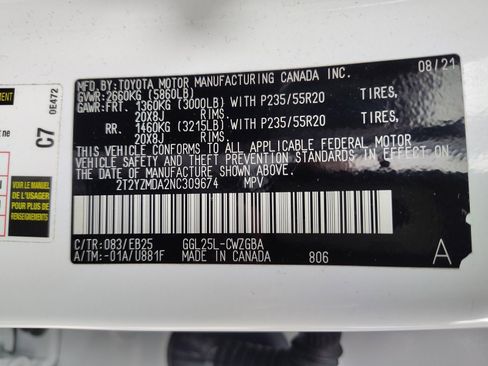 MFD.BY:TOYOTA MOTOR MANUFACTURING CANADA INC. 08/21
GVWR:2660KG (5860LB)
GAWR:FRT. 1360KG (3000LB) WITH P235/55R20 TIRES,
20X8J RIMS.
RR. 1460KG (3215LB) WITH P235/55R20 TIRES,
20X8J RIMS.
THIS VEHICLE CONFORMS TO ALL APPLICABLE FEDERAL MOTOR
VEHICLE SAFETY AND THEFT PREVENTION STANDARDS IN EFFECT ON
THE DATE OF MANUFACTURE SHOWN ABOVE.
2T2YZMDA2NC309674 MPV
C/TR:083/EB25 GGL25L-CWZGBA
A/TM:-01A/U881F MADE IN CANADA 806 A
0E472
C7
VOIR LE MANUEL
POUR PLUS DE
RENSEIGNEMENTS